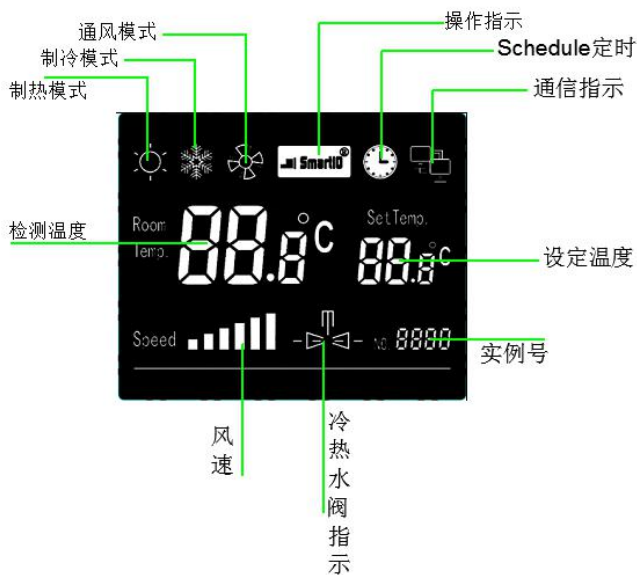 通风模式
操作指示
制冷模式
Schedule定时
制热模式
通信指示
SmartIO®
Room
Temp.
88.8°C
SetTemp.
88.8°C
检测温度
设定温度
Speed
NO. 8888
实例号
风速
冷热水阀指示